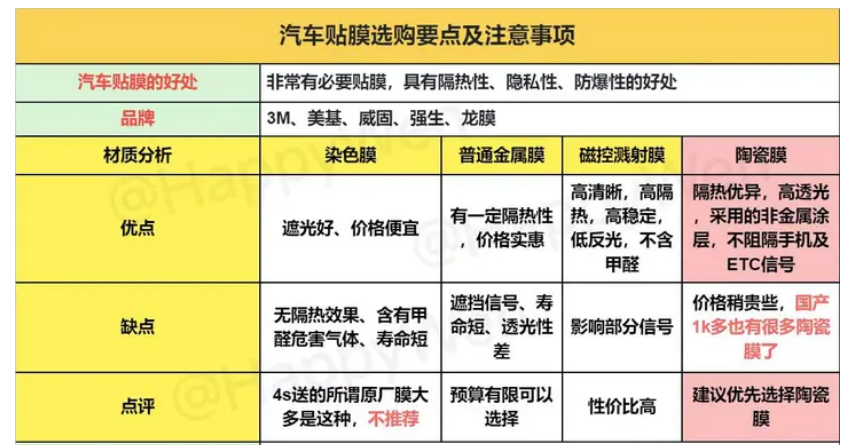 汽车贴膜选购要点及注意事项
汽车贴膜的好处
非常有必要贴膜，具有隔热性、隐私性、防爆性的好处
品牌
3M、美基、威固、强生、龙膜
材质分析
染色膜
普通金属膜
磁控溅射膜
陶瓷膜
优点
遮光好、价格便宜
有一定隔热性
，价格实惠
高清晰，高隔
热，高稳定，
低反光，不含
甲醛
隔热优异，高透光
，采用的非金属涂
层，不阻隔手机及
ETC信号
缺点
无隔热效果、含有甲
醛危害气体、寿命短
遮挡信号、寿
命短、透光性
差
影响部分信号
价格稍贵些，国产
1k多也有很多陶瓷
膜了
点评
4s送的所谓原厂膜大
多是这种，不推荐
预算有限可以
选择
性价比高
建议优先选择陶瓷
膜
@HappyWen
@HappyWen
@HappyWen